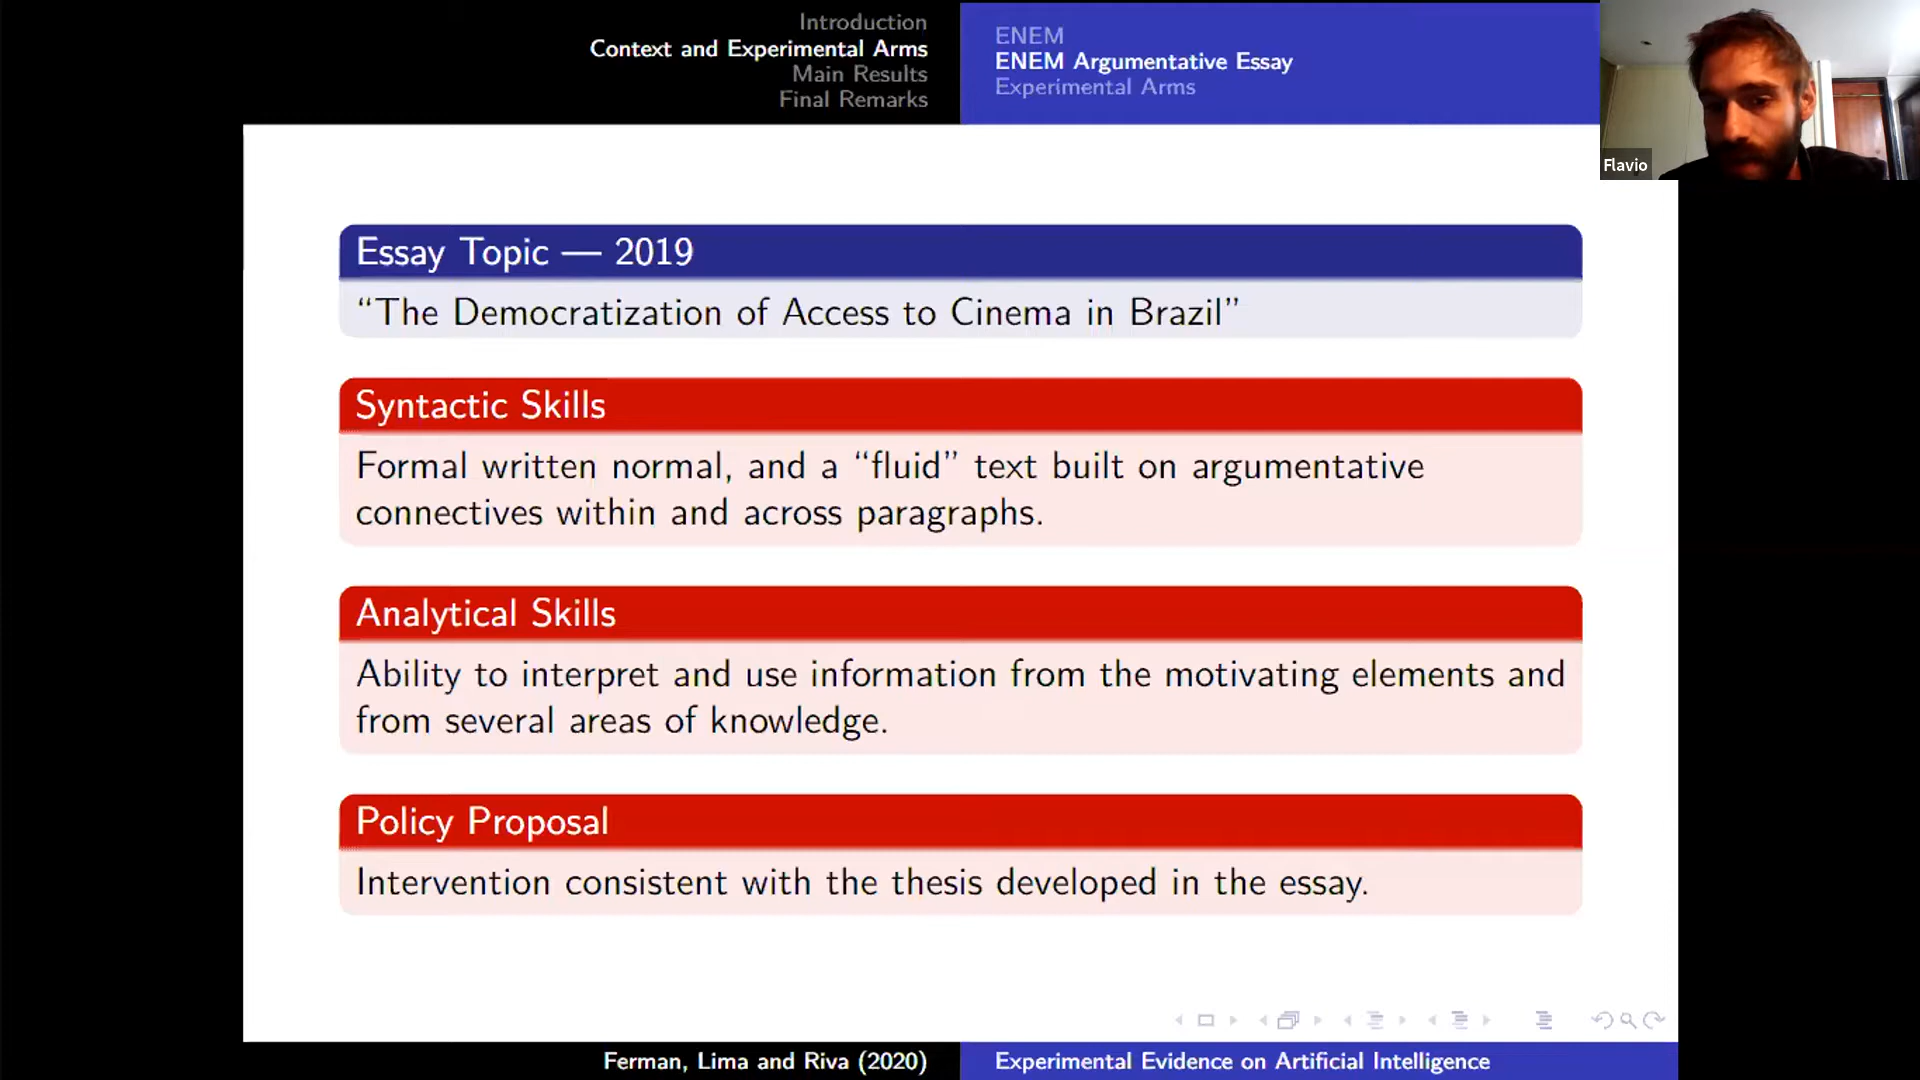 Introduction
Context and Experimental Arms
Main Results
Final Remarks
ENEM
ENEM Argumentative Essay
Experimental Arms
Flavio
Essay Topic — 2019
“The Democratization of Access to Cinema in Brazil”
Syntactic Skills
Formal written normal, and a “fluid” text built on argumentative
connectives within and across paragraphs.
Analytical Skills
Ability to interpret and use information from the motivating elements and
from several areas of knowledge.
Policy Proposal
Intervention consistent with the thesis developed in the essay.
Ferman, Lima and Riva (2020)
Experimental Evidence on Artificial Intelligence